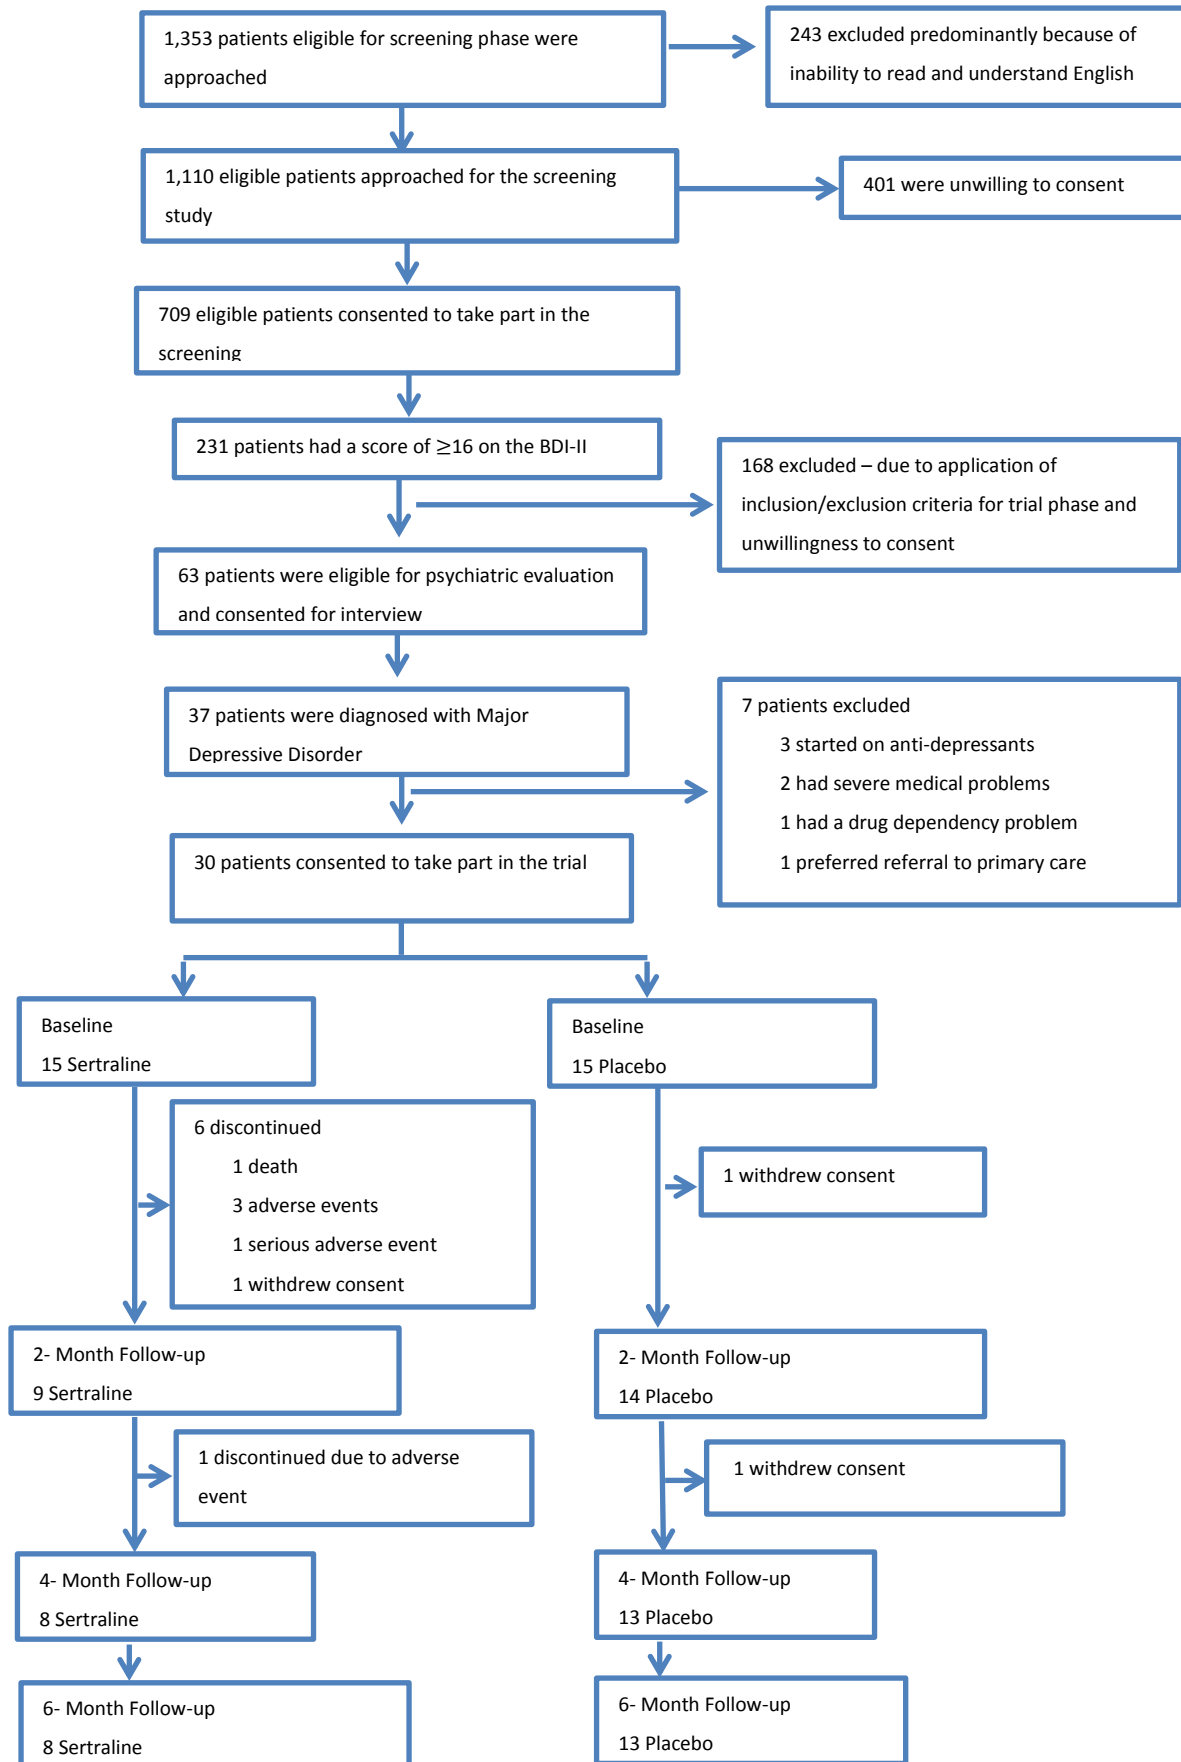 1,353 patients eligible for screening phase were
approached
243 excluded predominantly because of
inability to read and understand English
1,110 eligible patients approached for the screening
study
401 were unwilling to consent
709 eligible patients consented to take part in the
screening
231 patients had a score of ≥16 on the BDI-II
168 excluded – due to application of
inclusion/exclusion criteria for trial phase and
unwillingness to consent
63 patients were eligible for psychiatric evaluation
and consented for interview
37 patients were diagnosed with Major
Depressive Disorder
7 patients excluded
3 started on anti-depressants
2 had severe medical problems
1 had a drug dependency problem
1 preferred referral to primary care
30 patients consented to take part in the trial
Baseline
15 Sertraline
Baseline
15 Placebo
6 discontinued
1 death
3 adverse events
1 serious adverse event
1 withdrew consent
1 withdrew consent
2- Month Follow-up
9 Sertraline
2- Month Follow-up
14 Placebo
1 discontinued due to adverse
event
1 withdrew consent
4- Month Follow-up
8 Sertraline
4- Month Follow-up
13 Placebo
6- Month Follow-up
8 Sertraline
6- Month Follow-up
13 Placebo